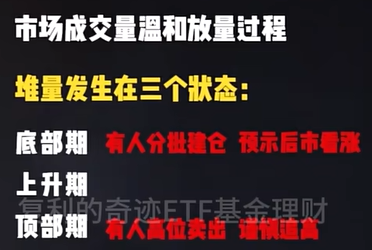 市场成交量溫和放量过程
堆量发生在三个狀态：
底部期 有人分批建仓 预示后市看涨
上升期
复利的奇迹ETF基金理财
顶部期 有人高位卖出 谨慎追高